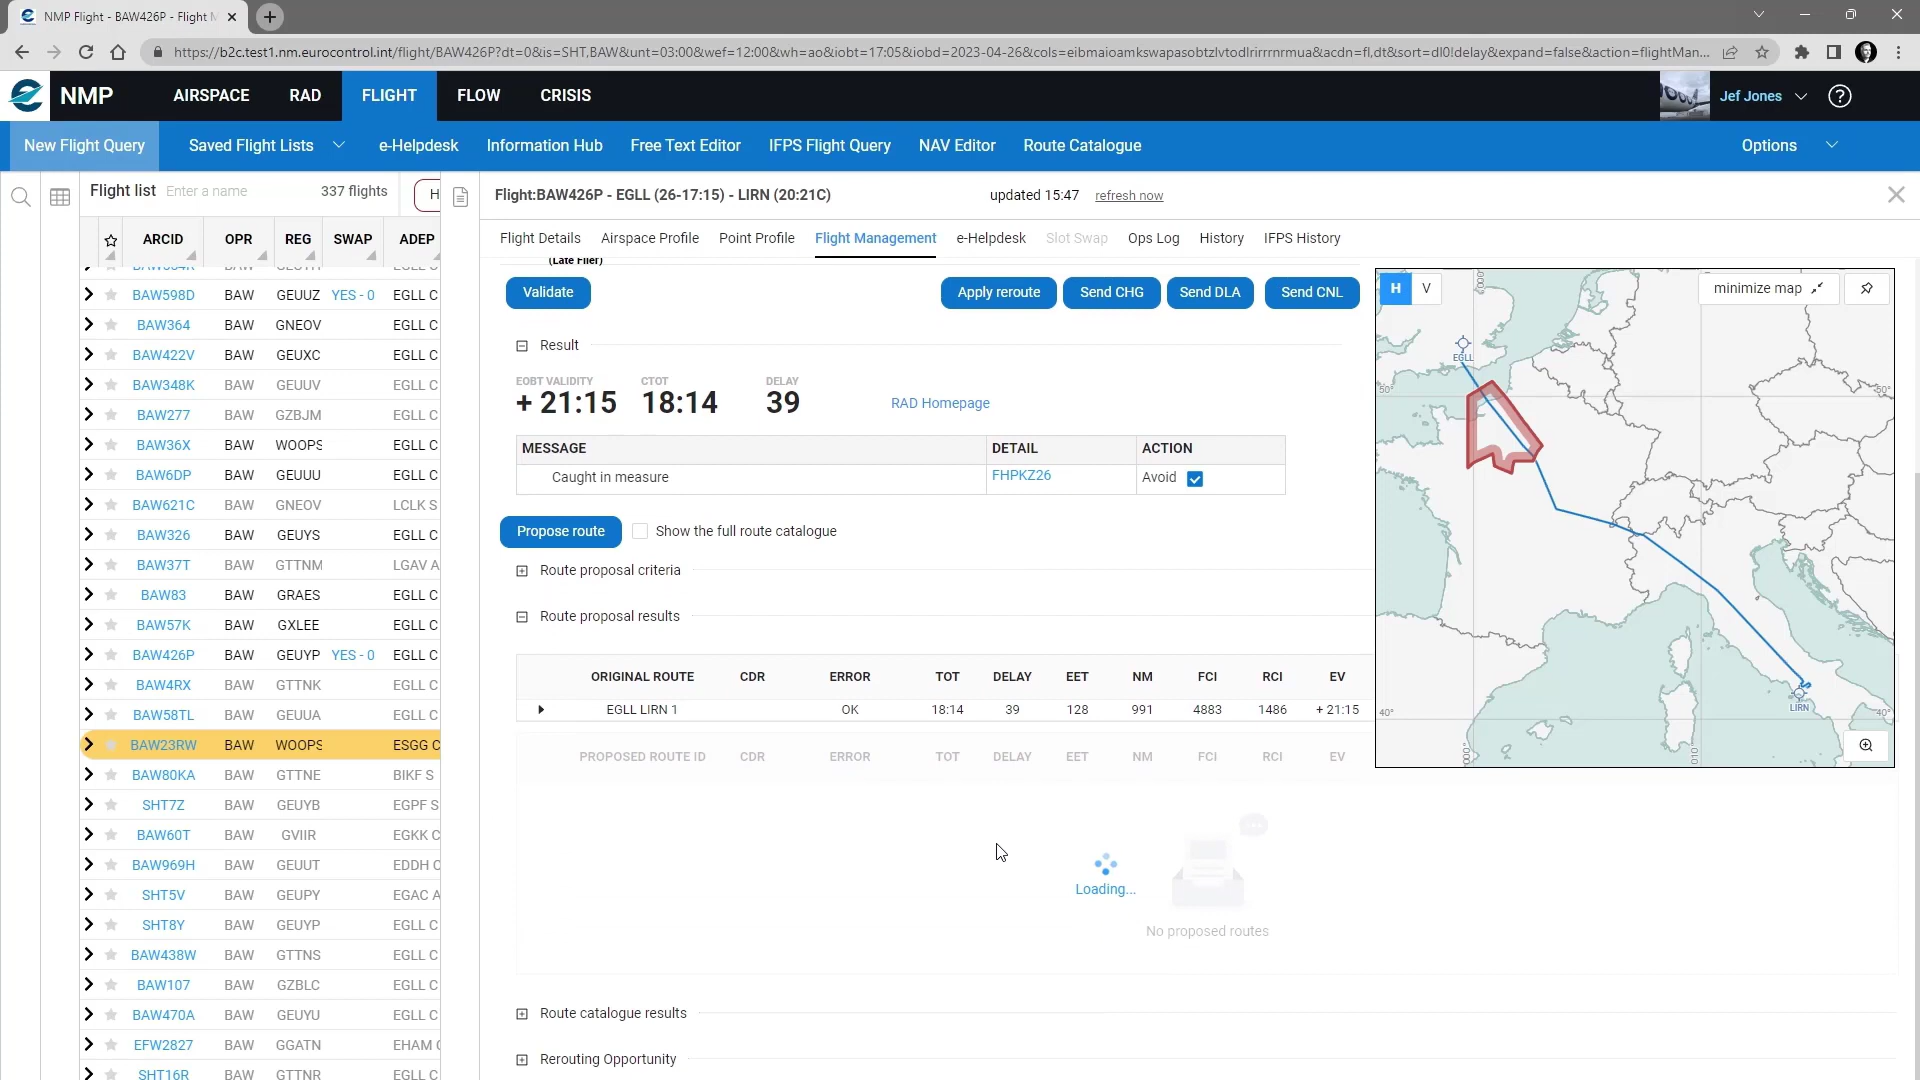 NMP Flight - BAW426P - Flight M
https://b2c.test1.nm.eurocontrol.int/flight/BAW426P?dt=0&is=SHT,BAW&unt=03:00&wef=12:00&wh=ao&iobt=17:05&iobd=2023-04-26&cols=eibmaioamkswapasobtzlvtodlrirrrnrmua&acdn=fl,dt&sort=dl0!delay&expand=false&action=flightMan...
NMP AIRSPACE RAD FLIGHT FLOW CRISIS Jef Jones ?
New Flight Query Saved Flight Lists e-Helpdesk Information Hub Free Text Editor IFPS Flight Query NAV Editor Route Catalogue Options
Flight list Enter a name 337 flights H
ARCID OPR REG SWAP ADEP
BAW598D BAW GEUUZ YES - 0 EGLL C
BAW364 BAW GNEOV EGLL C
BAW422V BAW GEUXC EGLL C
BAW348K BAW GEUUV EGLL C
BAW277 BAW GZBJM EGLL C
BAW36X BAW WOOPS EGLL C
BAW6DP BAW GEUUU EGLL C
BAW621C BAW GNEOV LCLK S
BAW326 BAW GEUYS EGLL C
BAW37T BAW GTTNM LGAV A
BAW83 BAW GRAES EGLL C
BAW57K BAW GXLEE EGLL C
BAW426P BAW GEUYP YES - 0 EGLL C
BAW4RX BAW GTTNK EGLL C
BAW58TL BAW GEUUA EGLL C
BAW23RW BAW WOOPS ESGG C
BAW80KA BAW GTTNE BIKF S
SHT7Z BAW GEUYB EGPF S
BAW60T BAW GVIIR EGKK C
BAW969H BAW GEUUT EDDH C
SHT5V BAW GEUPY EGAC A
SHT8Y BAW GEUYP EGLL C
BAW438W BAW GTTNS EGLL C
BAW107 BAW GZBLC EGLL C
BAW470A BAW GEUYU EGLL C
EFW2827 BAW GGATN EHAM C
SHT16R BAW GTTNR EGLL C
Flight:BAW426P - EGLL (26-17:15) - LIRN (20:21C) updated 15:47 refresh now
Flight Details Airspace Profile Point Profile Flight Management e-Helpdesk Slot Swap Ops Log History IFPS History
(Late Filer)
Validate Apply reroute Send CHG Send DLA Send CNL
Result
EOBT VALIDITY CTOT DELAY
+ 21:15 18:14 39 RAD Homepage
MESSAGE DETAIL ACTION
Caught in measure FHPKZ26 Avoid
Propose route Show the full route catalogue
Route proposal criteria
Route proposal results
ORIGINAL ROUTE CDR ERROR TOT DELAY EET NM FCI RCI EV
EGLL LIRN 1 OK 18:14 39 128 991 4883 1486 + 21:15
PROPOSED ROUTE ID CDR ERROR TOT DELAY EET NM FCI RCI EV
Loading...
No proposed routes
Route catalogue results
Rerouting Opportunity
H V minimize map
EGLL
50° 50°
LIRN
40° 40°